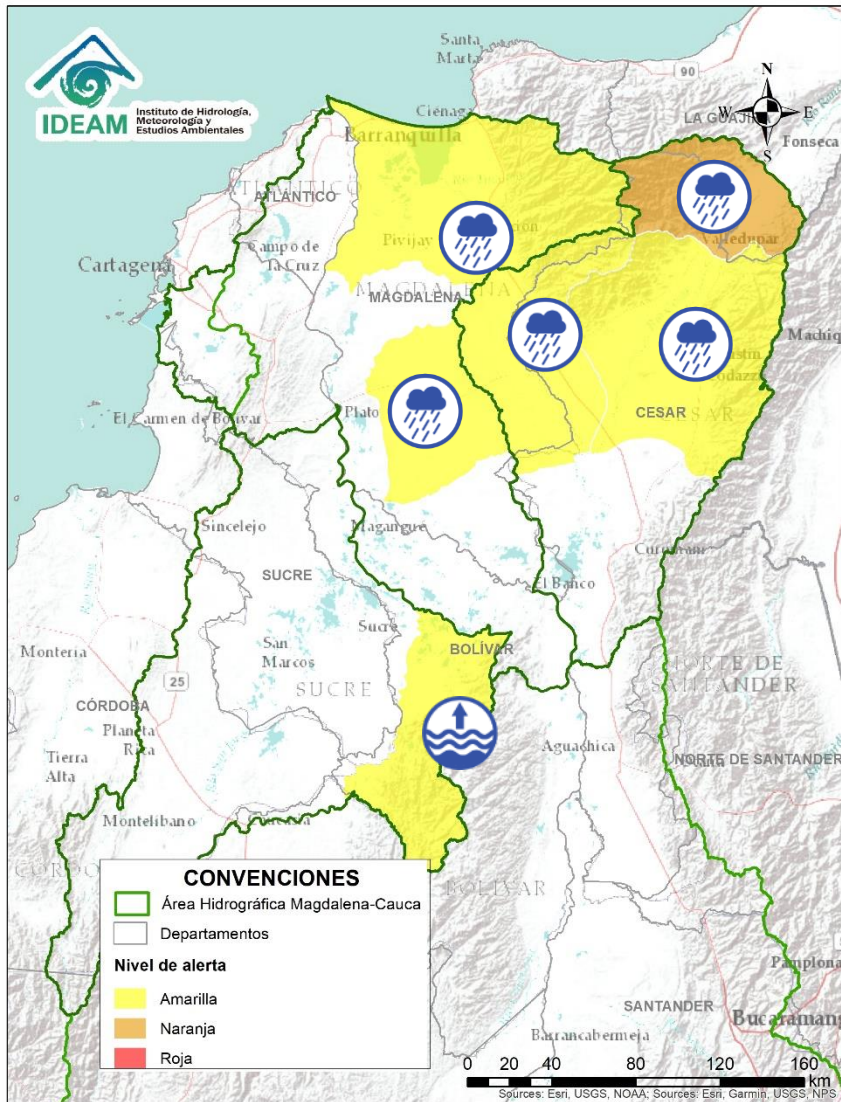 IDEAM
Instituto de Hidrología,
Meteorología y
Estudios Ambientales
Santa
Marta
90
N
W
E
S
LA GUAJIRA
Fonseca
Ciénaga
Barranquilla
ATLÁNTICO
Pivijay
Valledupar
Campo de
la Cruz
Cartagena
MAGDALENA
MAGDALENA
CESAR
Plato
El Carmen de Bolívar
Magangue
Sincelejo
SUCRE
El Banco
Sucre
BOLÍVAR
San
Marcos
SUCRE
Montería
25
CÓRDOBA
Planeta
Rica
Tierra
Alta
Aguachica
NORTE DE
SANTANDER
NORTE DE SANTANDER
Montelíbano
BOLÍVAR
SANTANDER
Pamplona
Barrancabermeja
CONVENCIONES
Área Hidrográfica Magdalena-Cauca
Departamentos
Nivel de alerta
Amarilla
Naranja
Roja
0 20 40 80 120 160
km
Sources: Esri, USGS, NOAA; Sources: Esri, Garmin, USGS, NPS